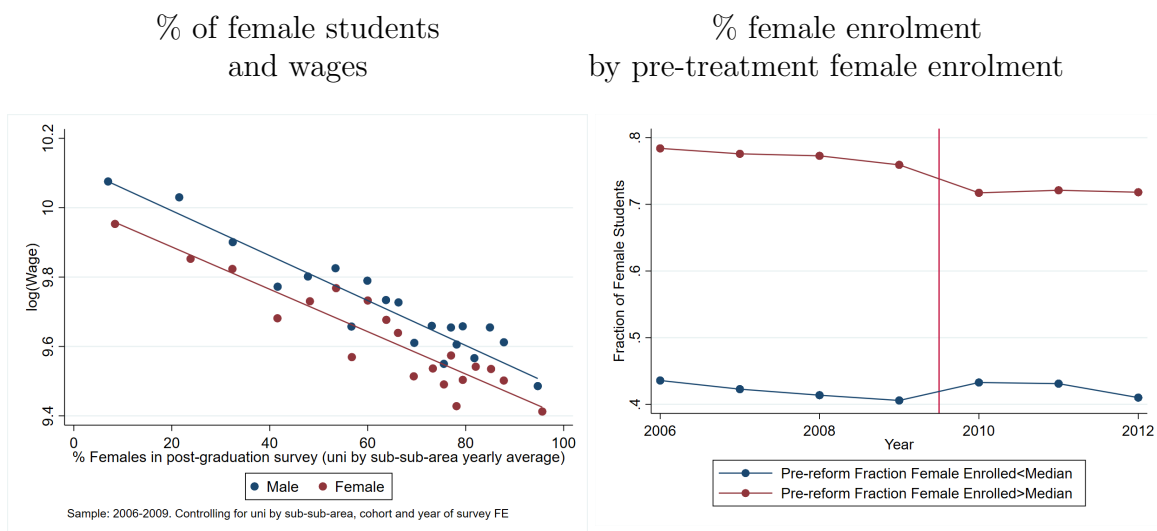 % of female students
and wages
10.2
10
9.8
9.6
9.4
log(Wage)
0 20 40 60 80 100
% Females in post-graduation survey (uni by sub-sub-area yearly average)
Male Female
Sample: 2006-2009. Controlling for uni by sub-sub-area, cohort and year of survey FE
% female enrolment
by pre-treatment female enrolment
.8
.7
.6
.5
.4
Fraction of Female Students
2006 2008 2010 2012
Year
Pre-reform Fraction Female Enrolled<Median
Pre-reform Fraction Female Enrolled>Median